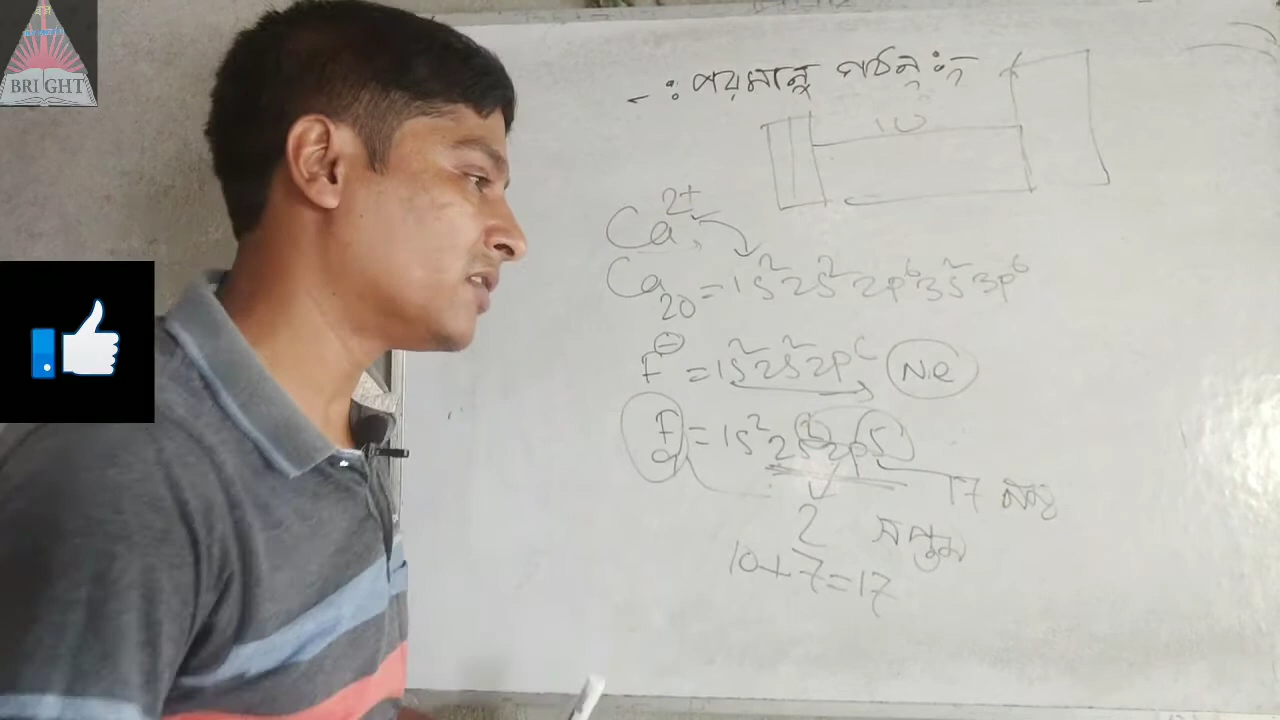 BRIGHT
-: পরমাণু গঠন :-
10
Ca²⁺
Ca₂₀ = 1s² 2s² 2p⁶ 3s² 3p⁶
F⊖ = 1s² 2s² 2p⁶ Ne
F₉ = 1s² 2s² 2p⁵
17
2
10+7=17